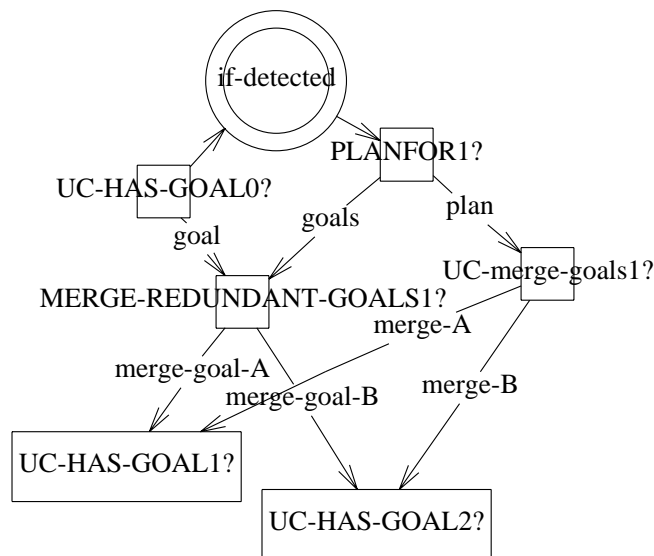 if-detected
PLANFOR1?
UC-HAS-GOAL0?
plan
goals
goal
UC-merge-goals1?
MERGE-REDUNDANT-GOALS1?
merge-A
merge-goal-A
merge-B
merge-goal-B
UC-HAS-GOAL1?
UC-HAS-GOAL2?